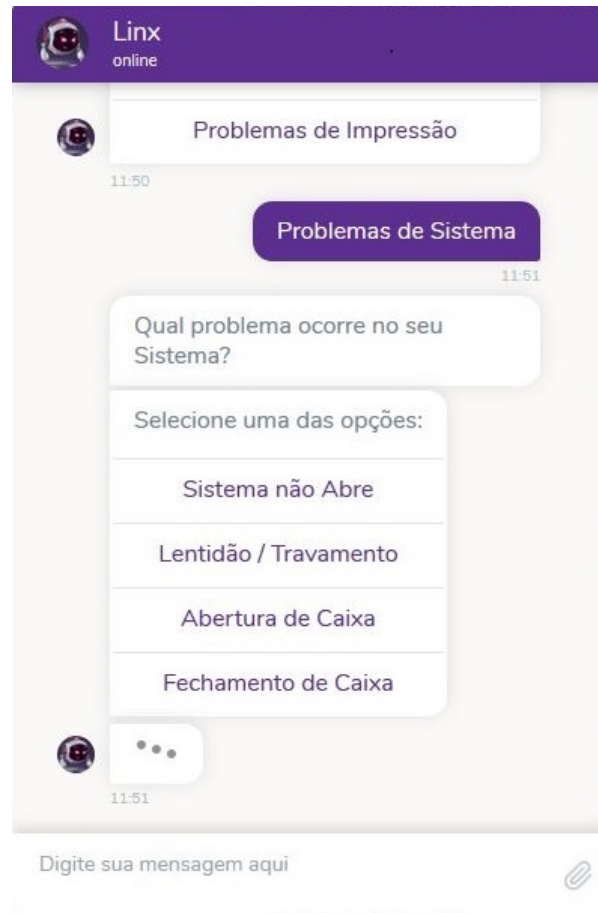 Linx
online
Problemas de Impressão
11:50
Problemas de Sistema
11:51
Qual problema ocorre no seu
Sistema?
Selecione uma das opções:
Sistema não Abre
Lentidão / Travamento
Abertura de Caixa
Fechamento de Caixa
11:51
Digite sua mensagem aqui